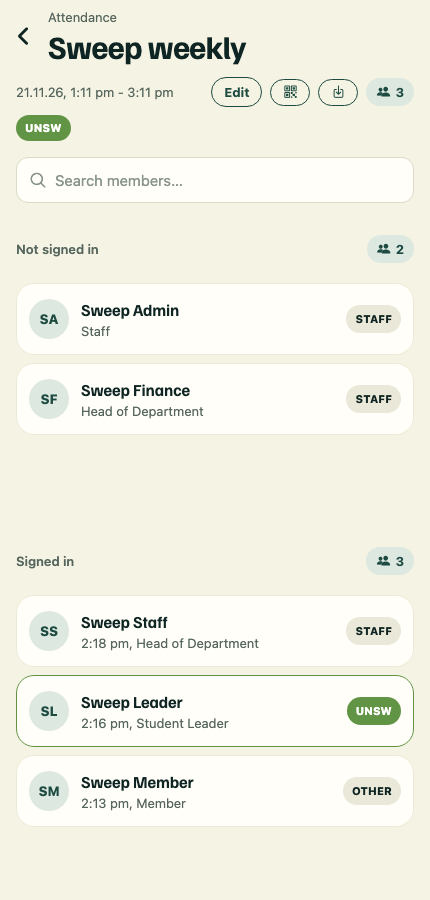 Attendance
Sweep weekly
21.11.26, 1:11 pm - 3:11 pm
Edit
3
UNSW
Search members...
Not signed in
2
SA
Sweep Admin
Staff
STAFF
SF
Sweep Finance
Head of Department
STAFF
Signed in
3
SS
Sweep Staff
2:18 pm, Head of Department
STAFF
SL
Sweep Leader
2:16 pm, Student Leader
UNSW
SM
Sweep Member
2:13 pm, Member
OTHER